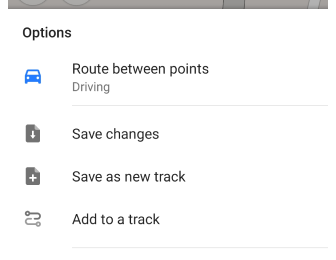 Options
Route between points
Driving
Save changes
Save as new track
Add to a track